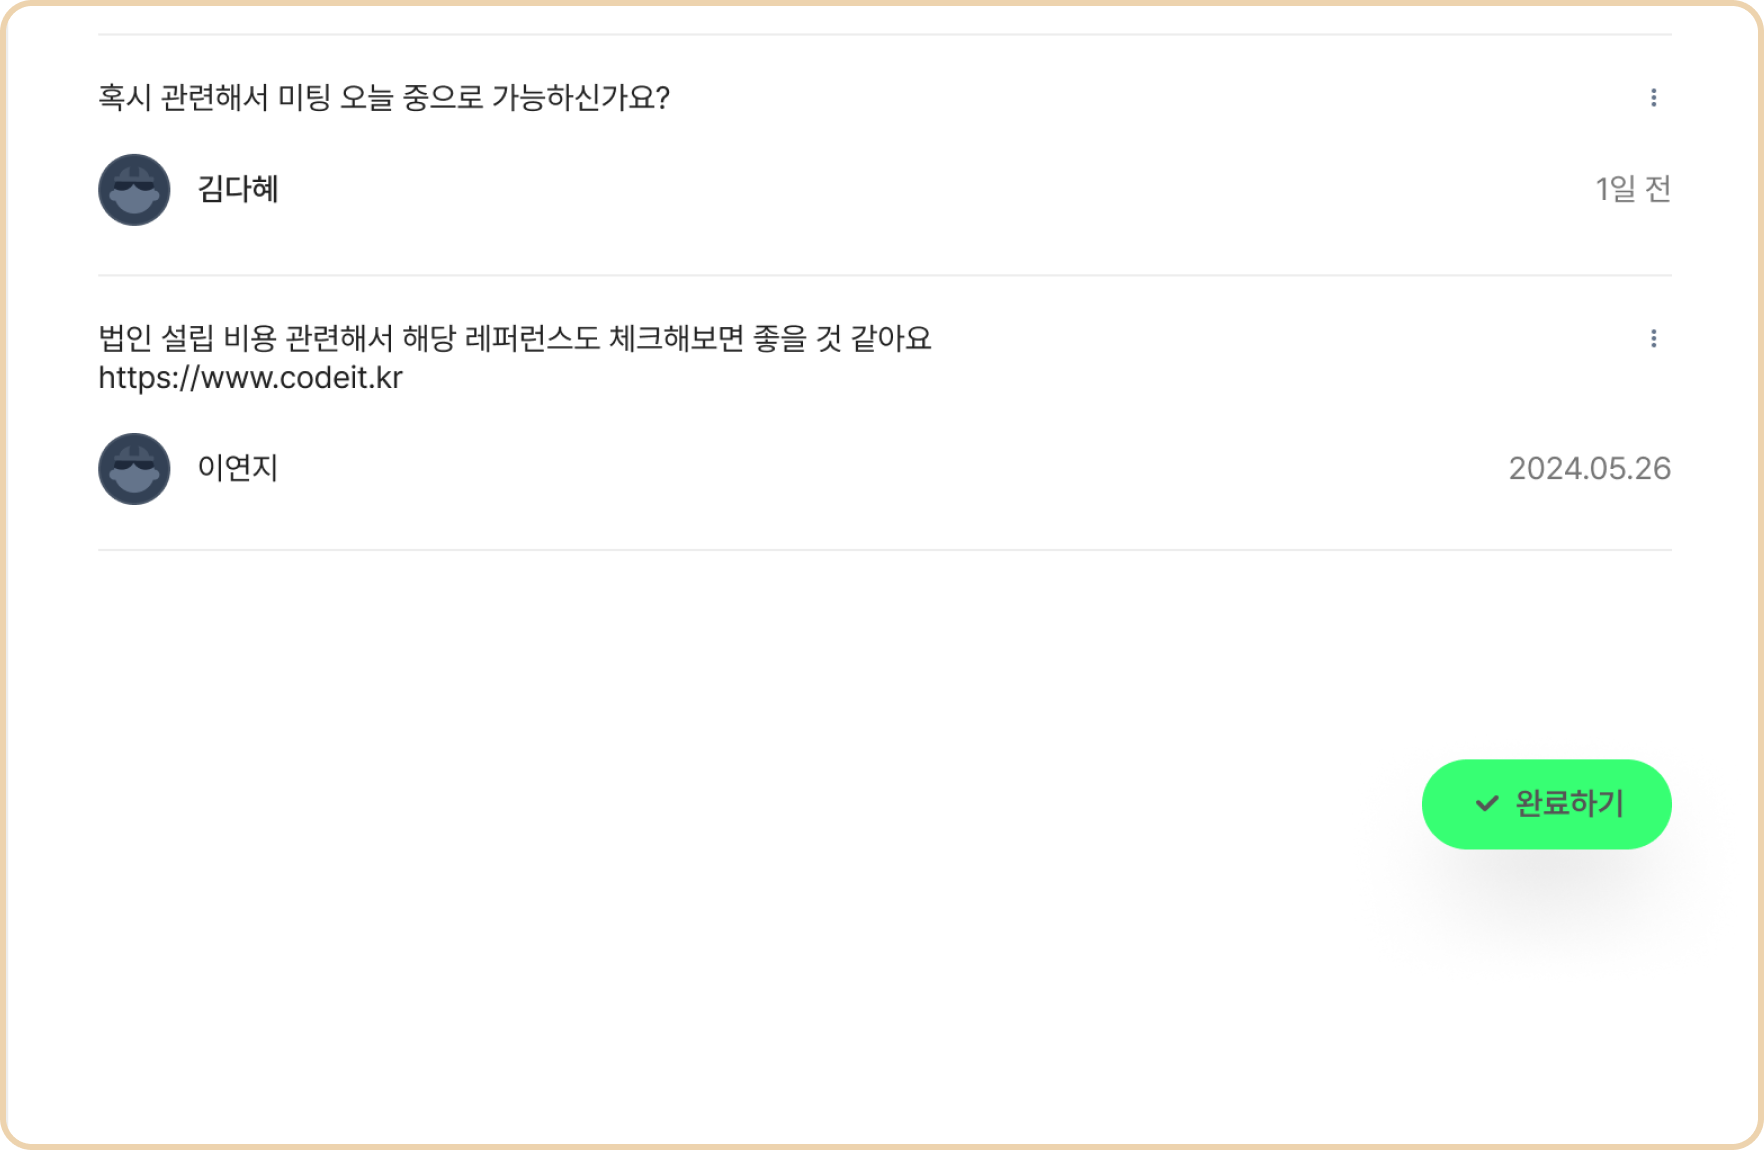 혹시 관련해서 미팅 오늘 중으로 가능하신가요?
김다혜
1일 전
법인 설립 비용 관련해서 해당 레퍼런스도 체크해보면 좋을 것 같아요
https://www.codeit.kr
이연지
2024.05.26
완료하기